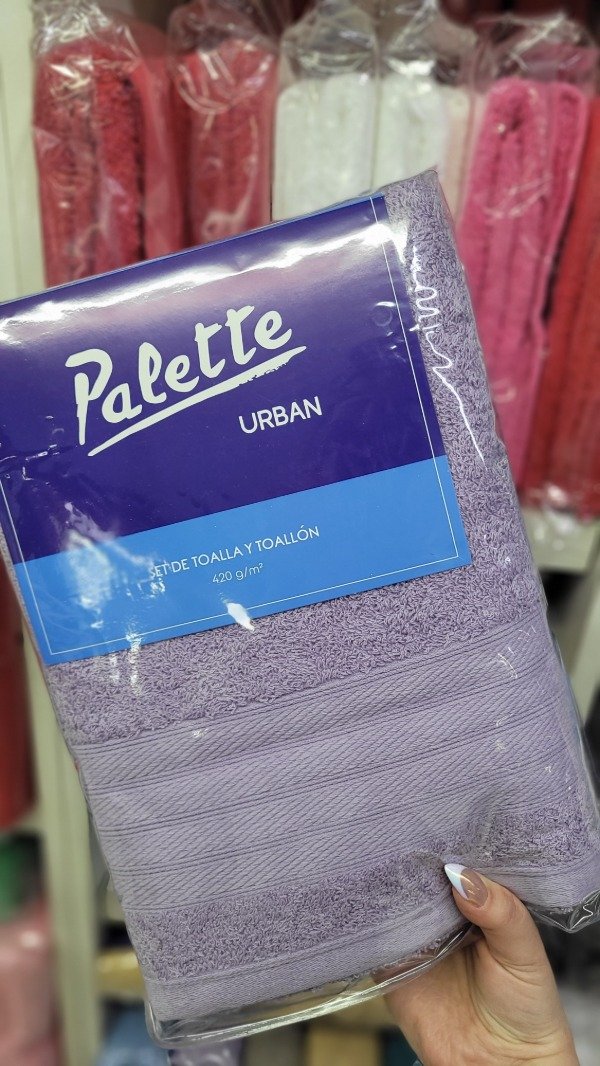 Palette
URBAN
SET DE TOALLA Y TOALLÓN
420 g/m²